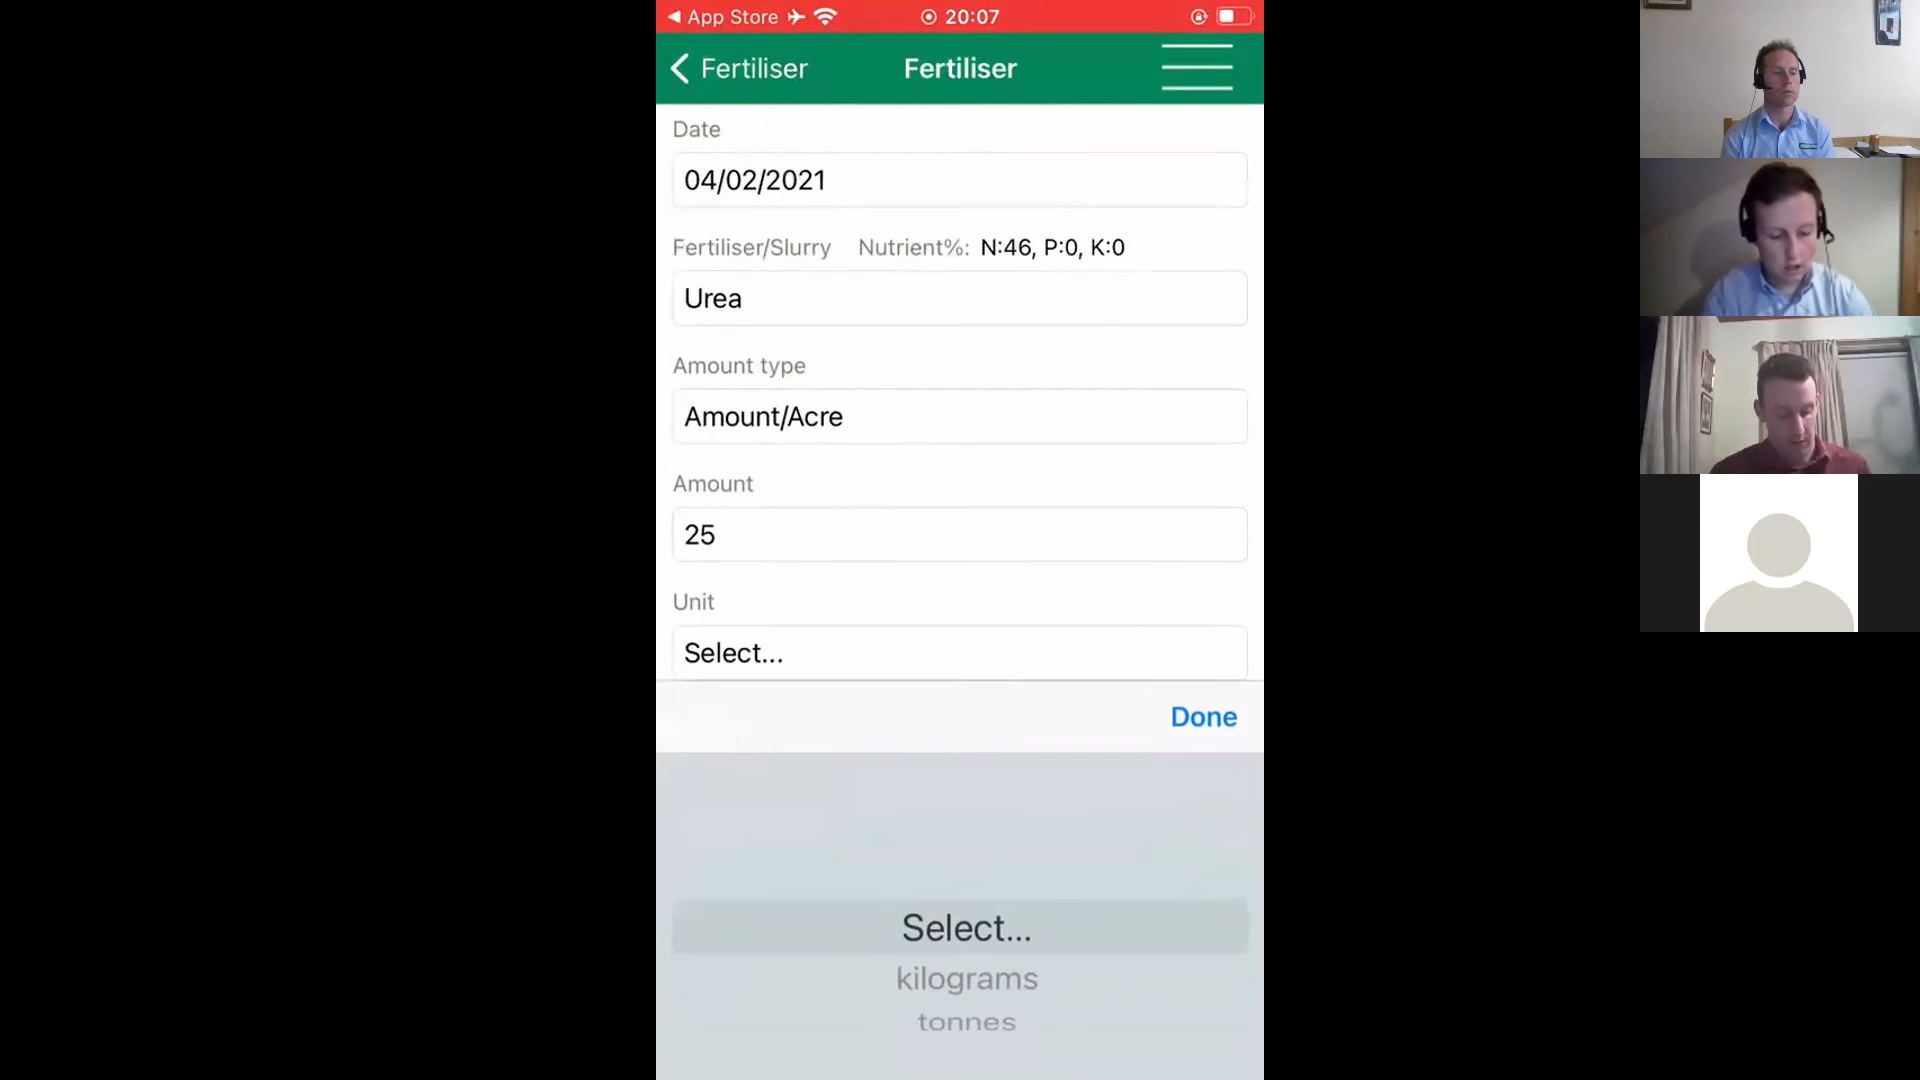 App Store 20:07
Fertiliser Fertiliser
Date
04/02/2021
Fertiliser/Slurry Nutrient%: N:46, P:0, K:0
Urea
Amount type
Amount/Acre
Amount
25
Unit
Select...
Done
Select...
kilograms
tonnes